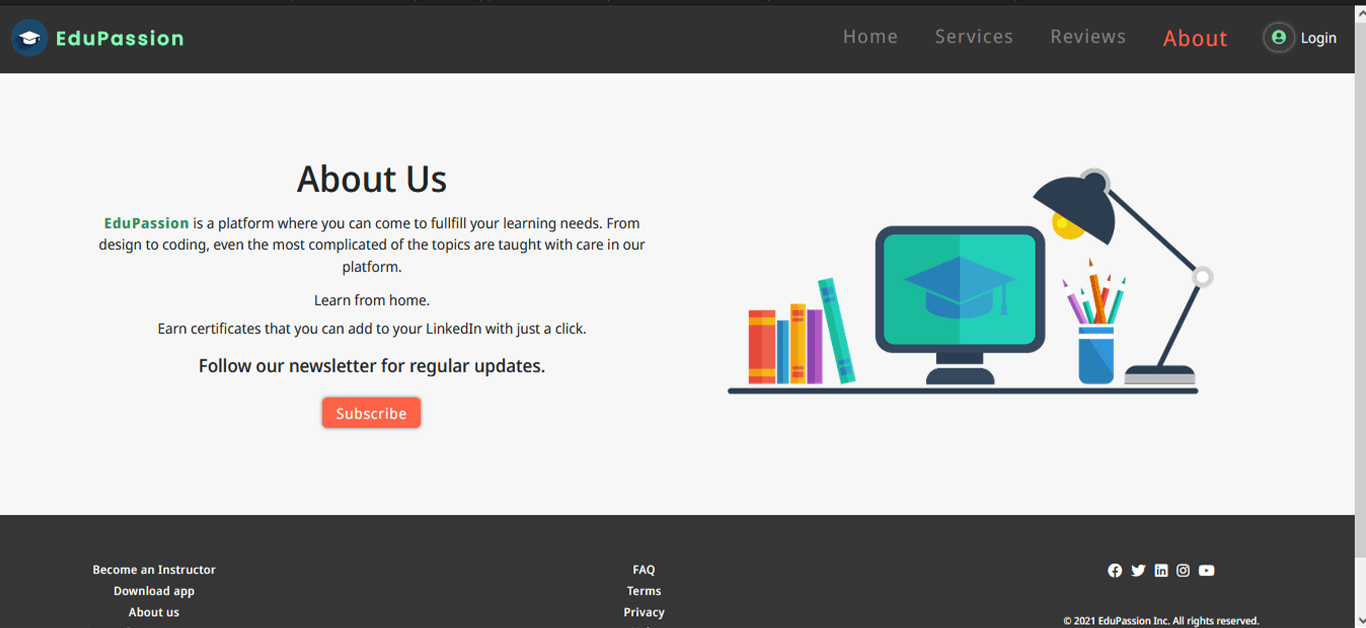 EduPassion
Home
Services
Reviews
About
Login
About Us
EduPassion is a platform where you can come to fullfill your learning needs. From
design to coding, even the most complicated of the topics are taught with care in our
platform.
Learn from home.
Earn certificates that you can add to your LinkedIn with just a click.
Follow our newsletter for regular updates.
Subscribe
Become an Instructor
Download app
About us
FAQ
Terms
Privacy
© 2021 EduPassion Inc. All rights reserved.